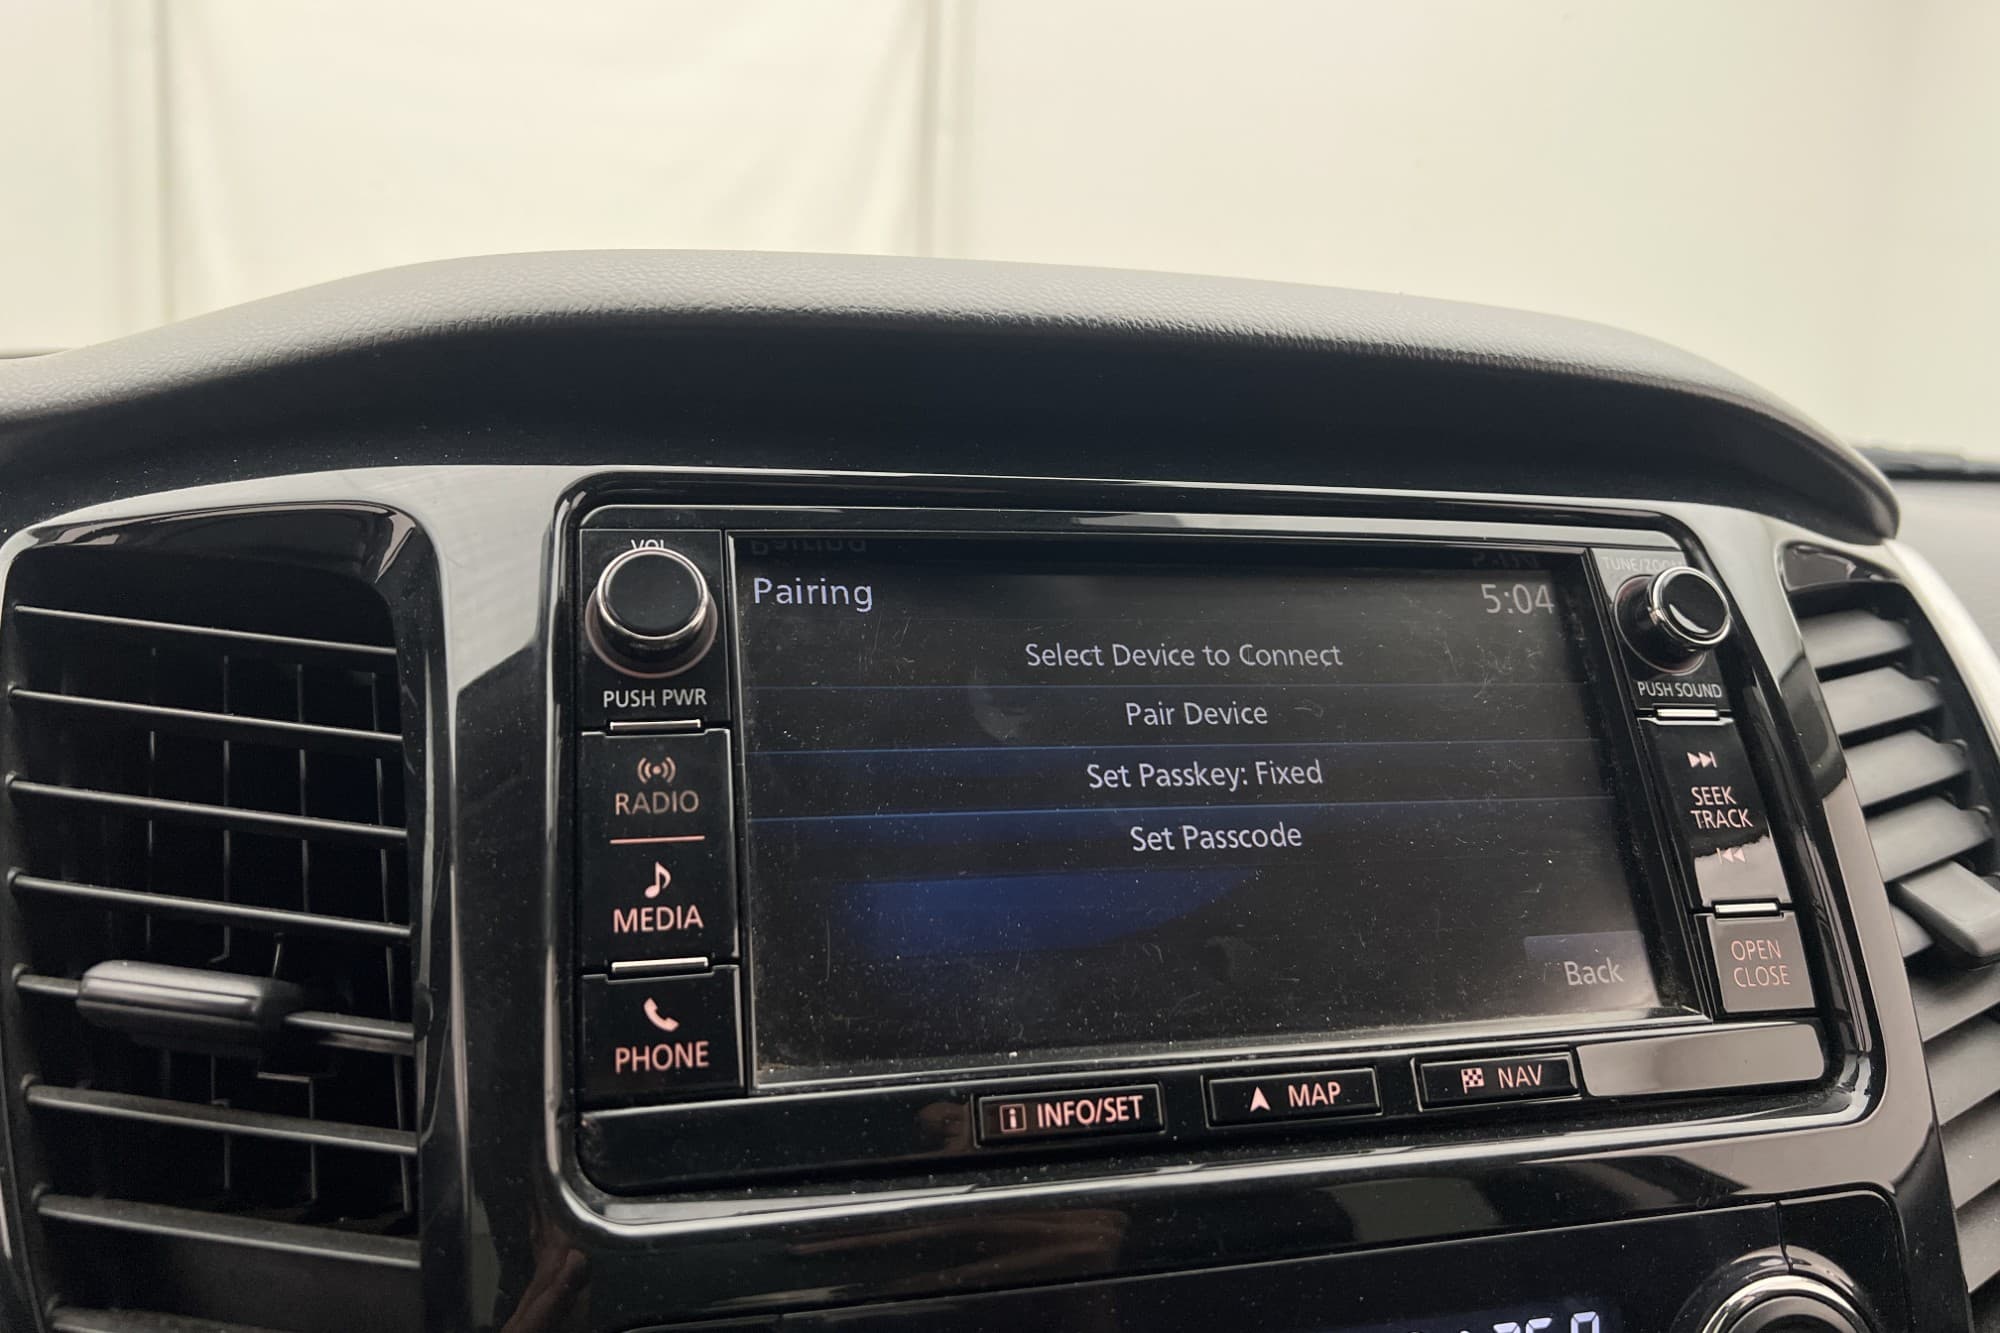 VOL
Pairing
5:04
TUNE/ZOOM
Select Device to Connect
PUSH PWR
PUSH SOUND
Pair Device
Set Passkey: Fixed
RADIO
SEEK
TRACK
Set Passcode
MEDIA
OPEN
CLOSE
Back
PHONE
INFO/SET
MAP
NAV